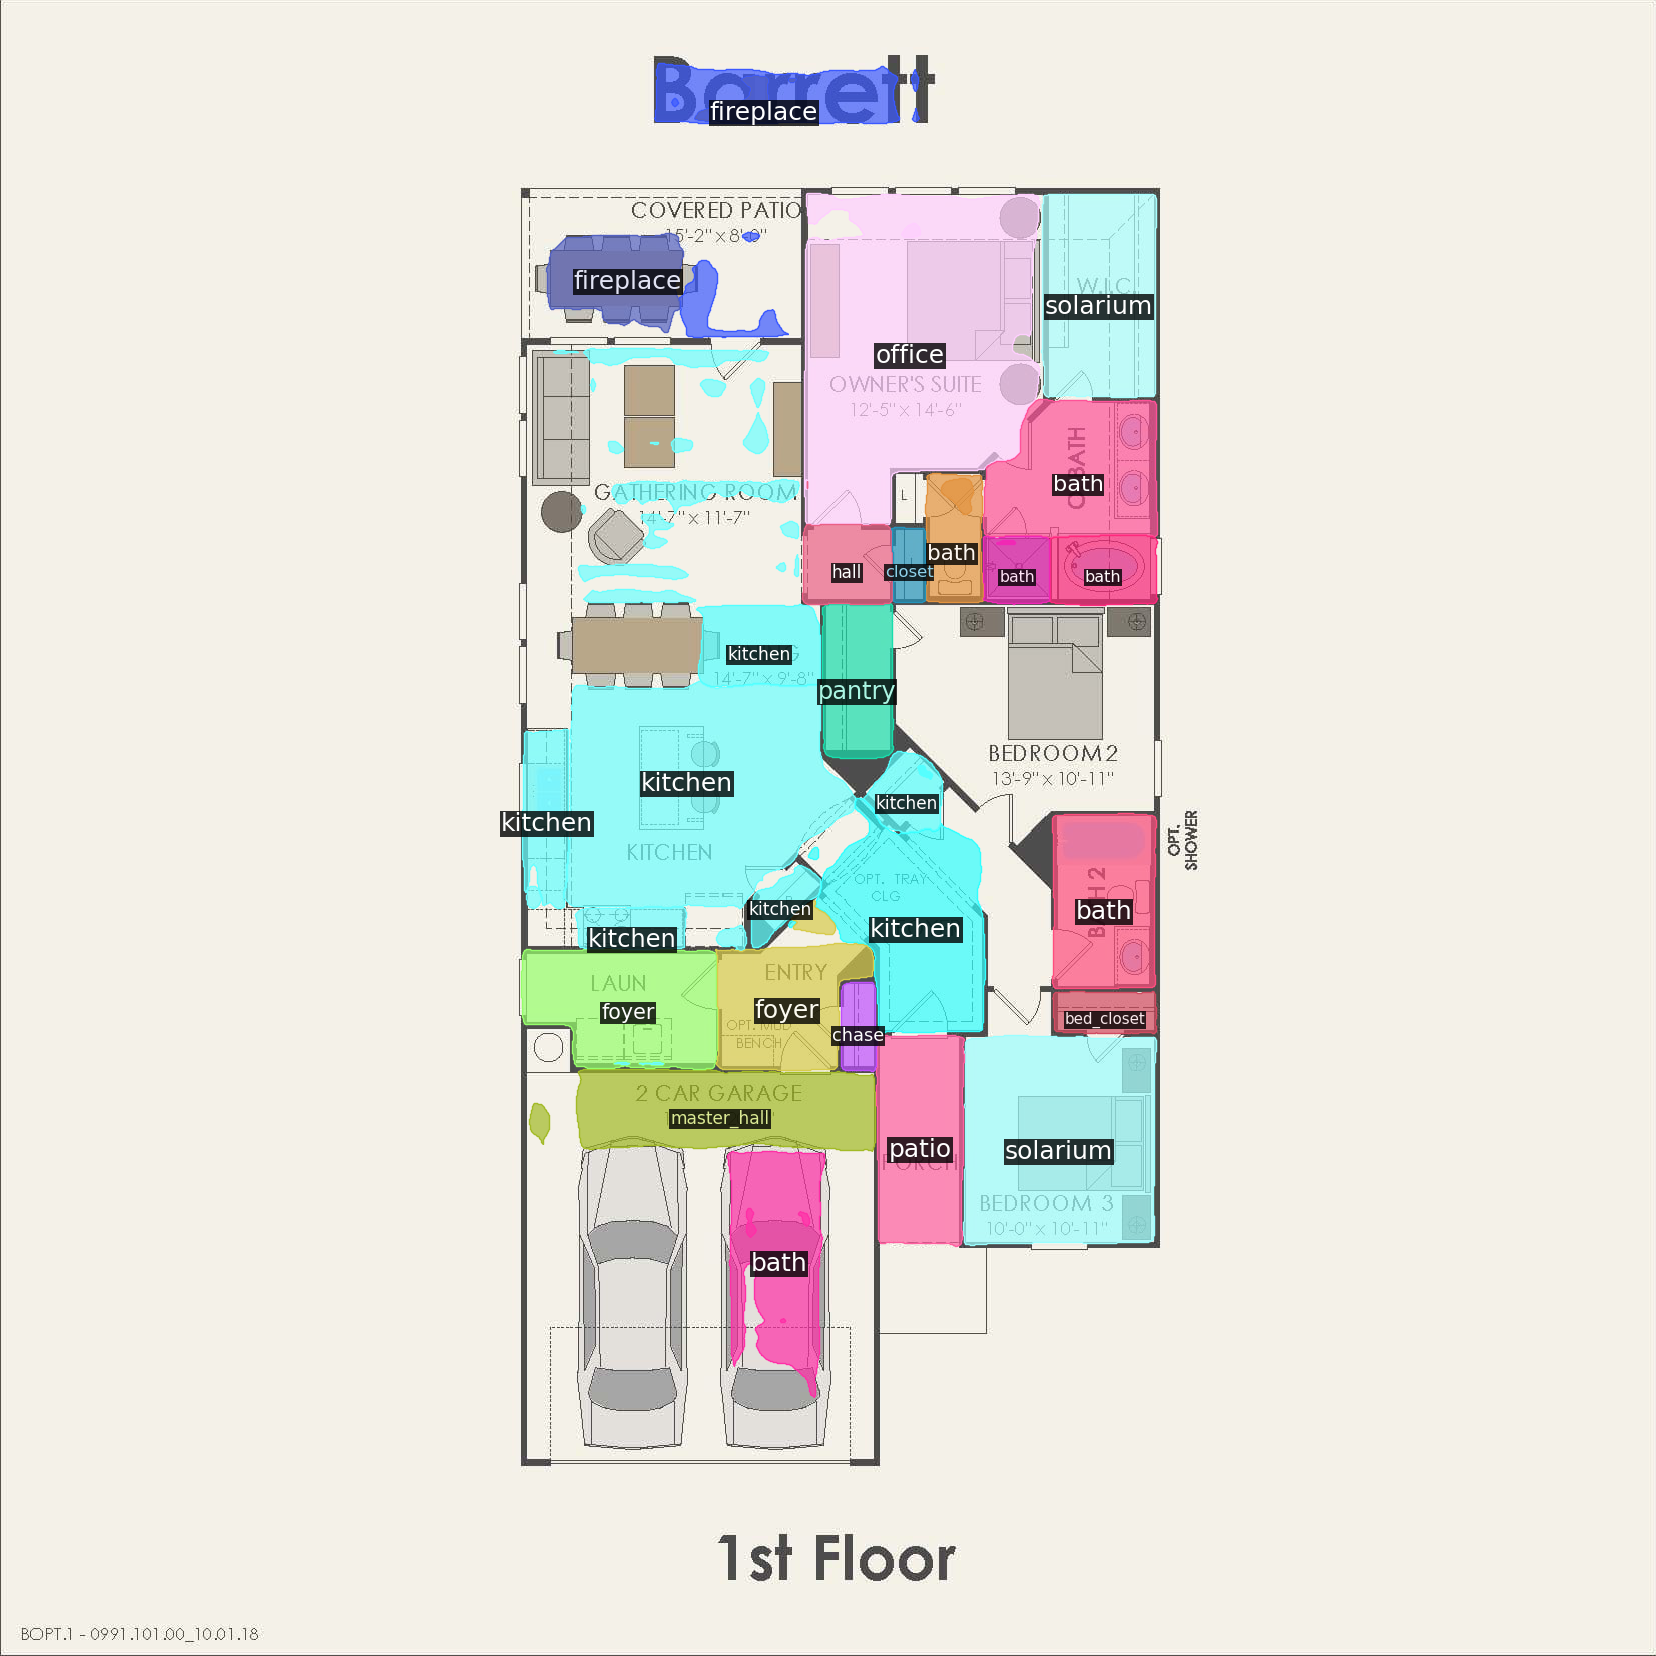 Barrett
fireplace
COVERED PATIO
15'-2" x 8'-0"
fireplace
W.I.C.
solarium
office
OWNER'S SUITE
12'-5" x 14'-6"
bath
GATHERING ROOM
14'-7" x 11'-7"
L
hall
closet
bath
bath
bath
kitchen
14'-7" x 9'-8"
pantry
BEDROOM 2
13'-9" x 10'-11"
kitchen
kitchen
kitchen
KITCHEN
OPT.
SHOWER
OPT. TRAY
CLG
kitchen
kitchen
kitchen
BATH 2
bath
LAUN
foyer
ENTRY
foyer
OPT. MUD
BENCH
chase
bed_closet
2 CAR GARAGE
master_hall
patio
PORCH
solarium
BEDROOM 3
10'-0" x 10'-11"
bath
1st Floor
BOPT.1 - 0991.101.00_10.01.18